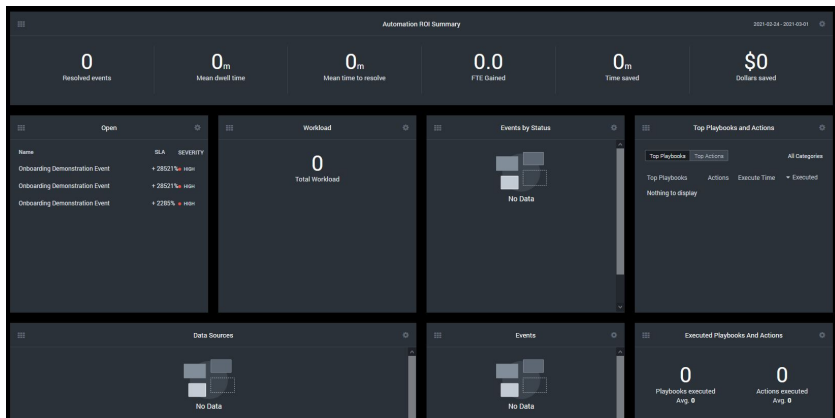 Automation ROI Summary
2021-02-24 - 2021-03-01
0
Resolved events
0m
Mean dwell time
0m
Mean time to resolve
0.0
FTE Gained
0m
Time saved
$0
Dollars saved
Open
Name SLA SEVERITY
Onboarding Demonstration Event + 28521% HIGH
Onboarding Demonstration Event + 28521% HIGH
Onboarding Demonstration Event + 2285% HIGH
Workload
0
Total Workload
Events by Status
No Data
Top Playbooks and Actions
Top Playbooks Top Actions All Categories
Top Playbooks Actions Execute Time Executed
Nothing to display
Data Sources
No Data
Events
No Data
Executed Playbooks And Actions
0
Playbooks executed
Avg. 0
0
Actions executed
Avg. 0